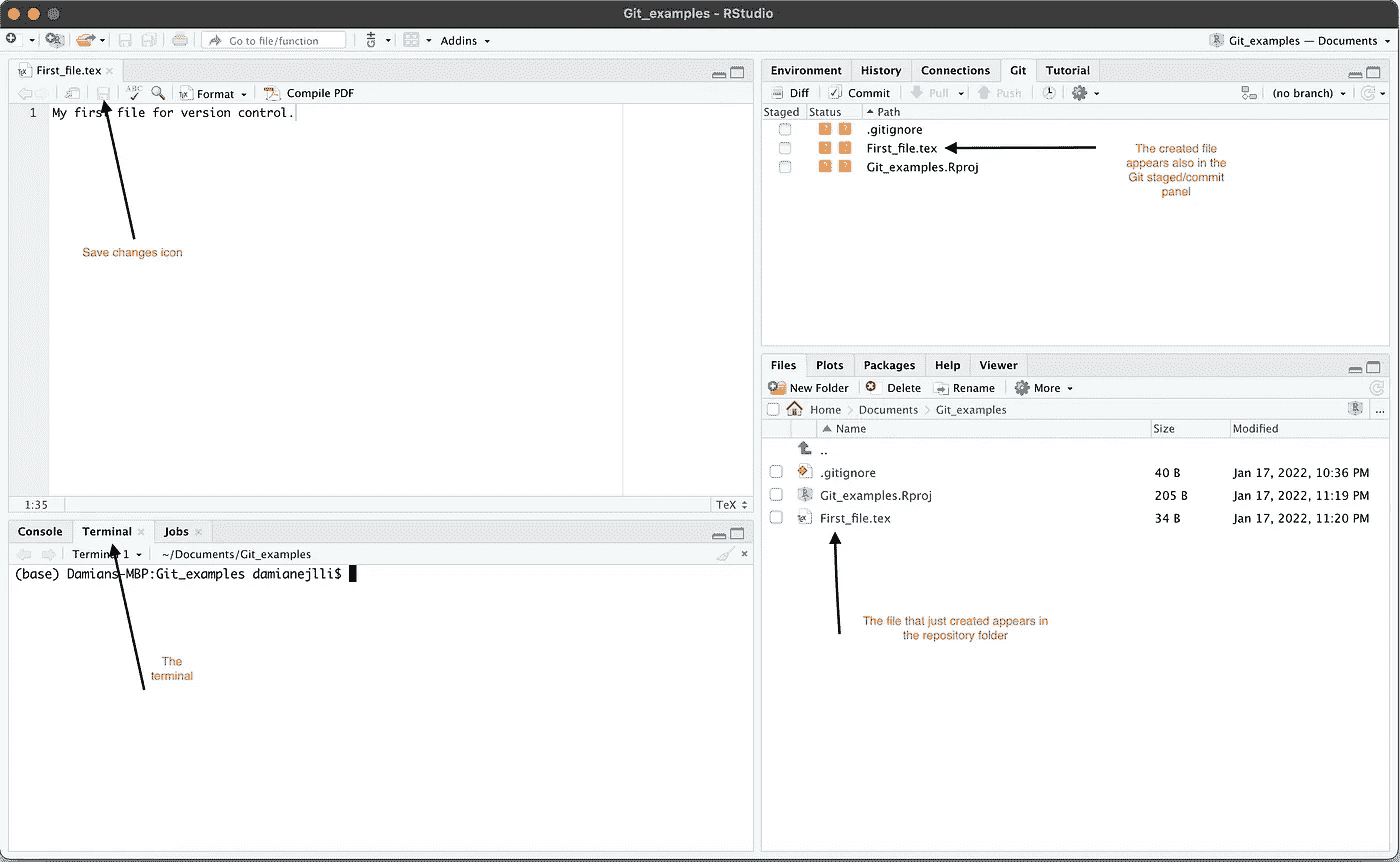 Git_examples - RStudio
Go to file/function
Addins
Git_examples — Documents
First_file.tex
ABC
Format
Compile PDF
1 My first file for version control.
Save changes icon
1:35
TeX
Console
Terminal
Jobs
Terminal 1
~/Documents/Git_examples
(base) Damians-MBP:Git_examples damianejlli$
The
terminal
Environment
History
Connections
Git
Tutorial
Diff
Commit
Pull
Push
(no branch)
Staged
Status
Path
? ? .gitignore
? ? First_file.tex
? ? Git_examples.Rproj
The created file
appears also in the
Git staged/commit
panel
Files
Plots
Packages
Help
Viewer
New Folder
Delete
Rename
More
Home
Documents
Git_examples
...
Name
Size
Modified
..
.gitignore 40 B Jan 17, 2022, 10:36 PM
Git_examples.Rproj 205 B Jan 17, 2022, 11:19 PM
First_file.tex 34 B Jan 17, 2022, 11:20 PM
The file that just created appears in
the repository folder